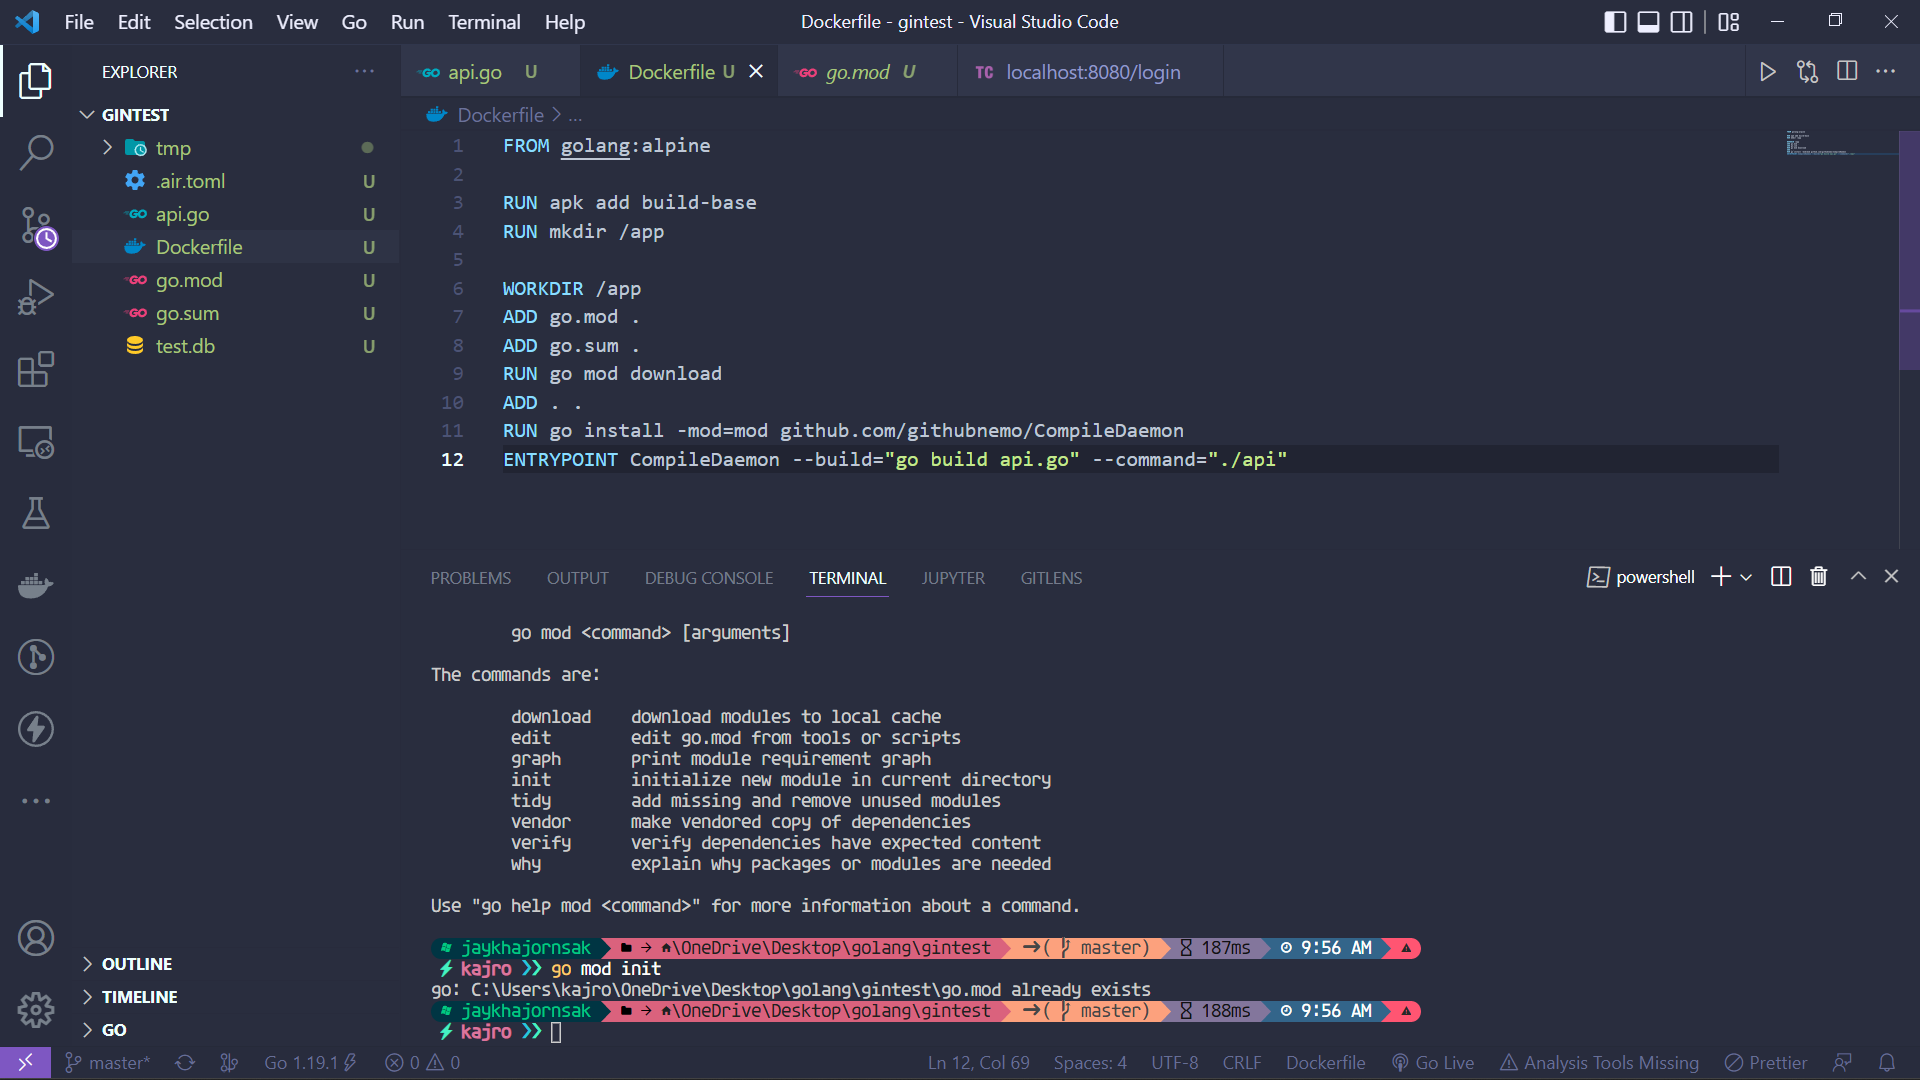 File Edit Selection View Go Run Terminal Help
Dockerfile - gintest - Visual Studio Code
EXPLORER
GINTEST
tmp
.air.toml U
api.go U
Dockerfile U
go.mod U
go.sum U
test.db U
OUTLINE
TIMELINE
GO
api.go U
Dockerfile U
go.mod U
TC localhost:8080/login
Dockerfile > ...
1 FROM golang:alpine
2
3 RUN apk add build-base
4 RUN mkdir /app
5
6 WORKDIR /app
7 ADD go.mod .
8 ADD go.sum .
9 RUN go mod download
10 ADD . .
11 RUN go install -mod=mod github.com/githubnemo/CompileDaemon
12 ENTRYPOINT CompileDaemon --build="go build api.go" --command="./api"
PROBLEMS OUTPUT DEBUG CONSOLE TERMINAL JUPYTER GITLENS
powershell
go mod <command> [arguments]
The commands are:
download download modules to local cache
edit edit go.mod from tools or scripts
graph print module requirement graph
init initialize new module in current directory
tidy add missing and remove unused modules
vendor make vendored copy of dependencies
verify verify dependencies have expected content
why explain why packages or modules are needed
Use "go help mod <command>" for more information about a command.
jaykhajornsak → \OneDrive\Desktop\golang\gintest →( master) 187ms 9:56 AM
kajro ❯❯ go mod init
go: C:\Users\kajro\OneDrive\Desktop\golang\gintest\go.mod already exists
jaykhajornsak → \OneDrive\Desktop\golang\gintest →( master) 188ms 9:56 AM
kajro ❯❯
master* Go 1.19.1 0 0
Ln 12, Col 69 Spaces: 4 UTF-8 CRLF Dockerfile Go Live Analysis Tools Missing Prettier